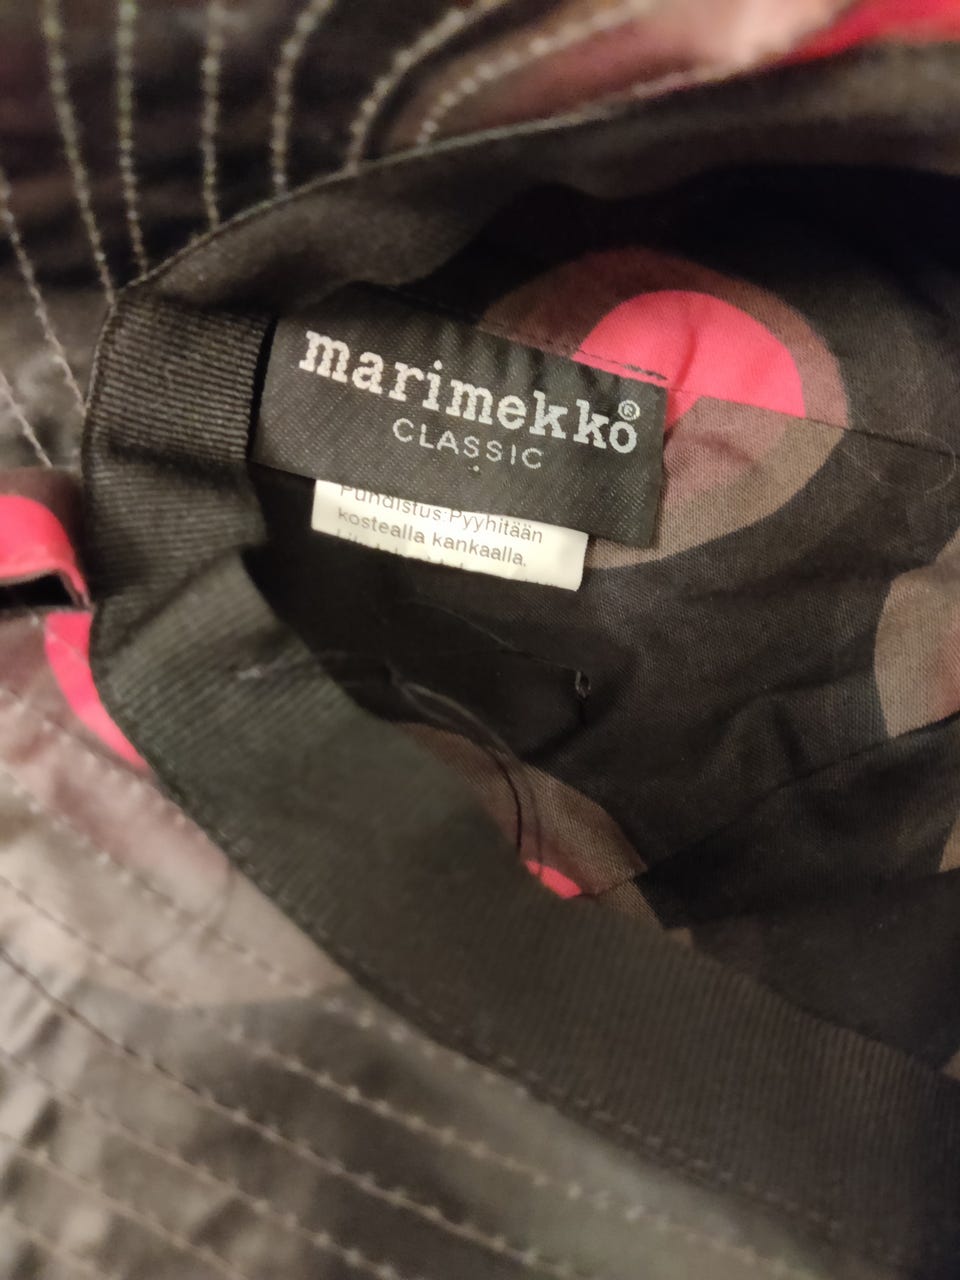 marimekko®
CLASSIC
Puhdistus:Pyyhitään
kostealla kankaalla.